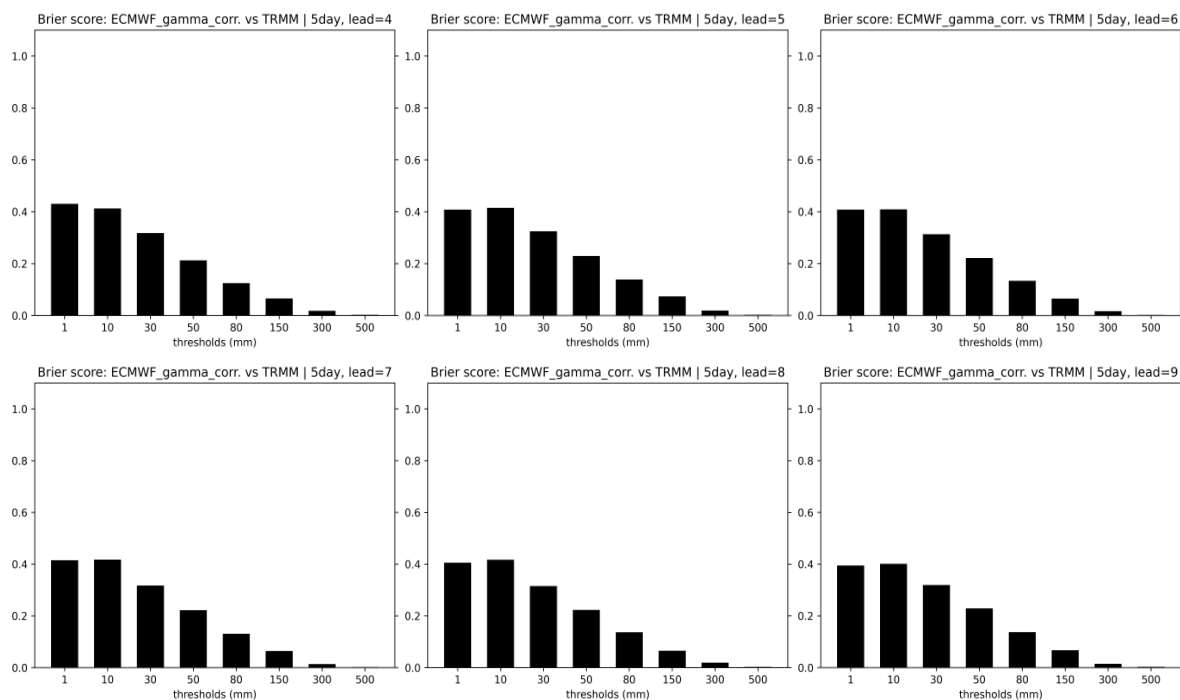 Brier score: ECMWF_gamma_corr. vs TRMM | 5day, lead=4
1.0
0.8
0.6
0.4
0.2
0.0
1 10 30 50 80 150 300 500
thresholds (mm)
Brier score: ECMWF_gamma_corr. vs TRMM | 5day, lead=5
1.0
0.8
0.6
0.4
0.2
0.0
1 10 30 50 80 150 300 500
thresholds (mm)
Brier score: ECMWF_gamma_corr. vs TRMM | 5day, lead=6
1.0
0.8
0.6
0.4
0.2
0.0
1 10 30 50 80 150 300 500
thresholds (mm)
Brier score: ECMWF_gamma_corr. vs TRMM | 5day, lead=7
1.0
0.8
0.6
0.4
0.2
0.0
1 10 30 50 80 150 300 500
thresholds (mm)
Brier score: ECMWF_gamma_corr. vs TRMM | 5day, lead=8
1.0
0.8
0.6
0.4
0.2
0.0
1 10 30 50 80 150 300 500
thresholds (mm)
Brier score: ECMWF_gamma_corr. vs TRMM | 5day, lead=9
1.0
0.8
0.6
0.4
0.2
0.0
1 10 30 50 80 150 300 500
thresholds (mm)